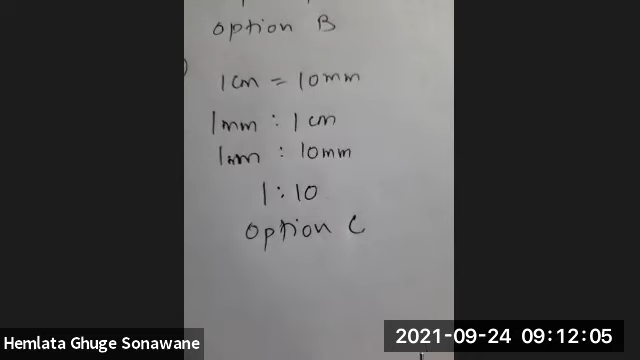 option B
)
1cm = 10mm
1mm : 1cm
1mm : 10mm
1:10
option C
Hemlata Ghuge Sonawane
2021-09-24 09:12:05